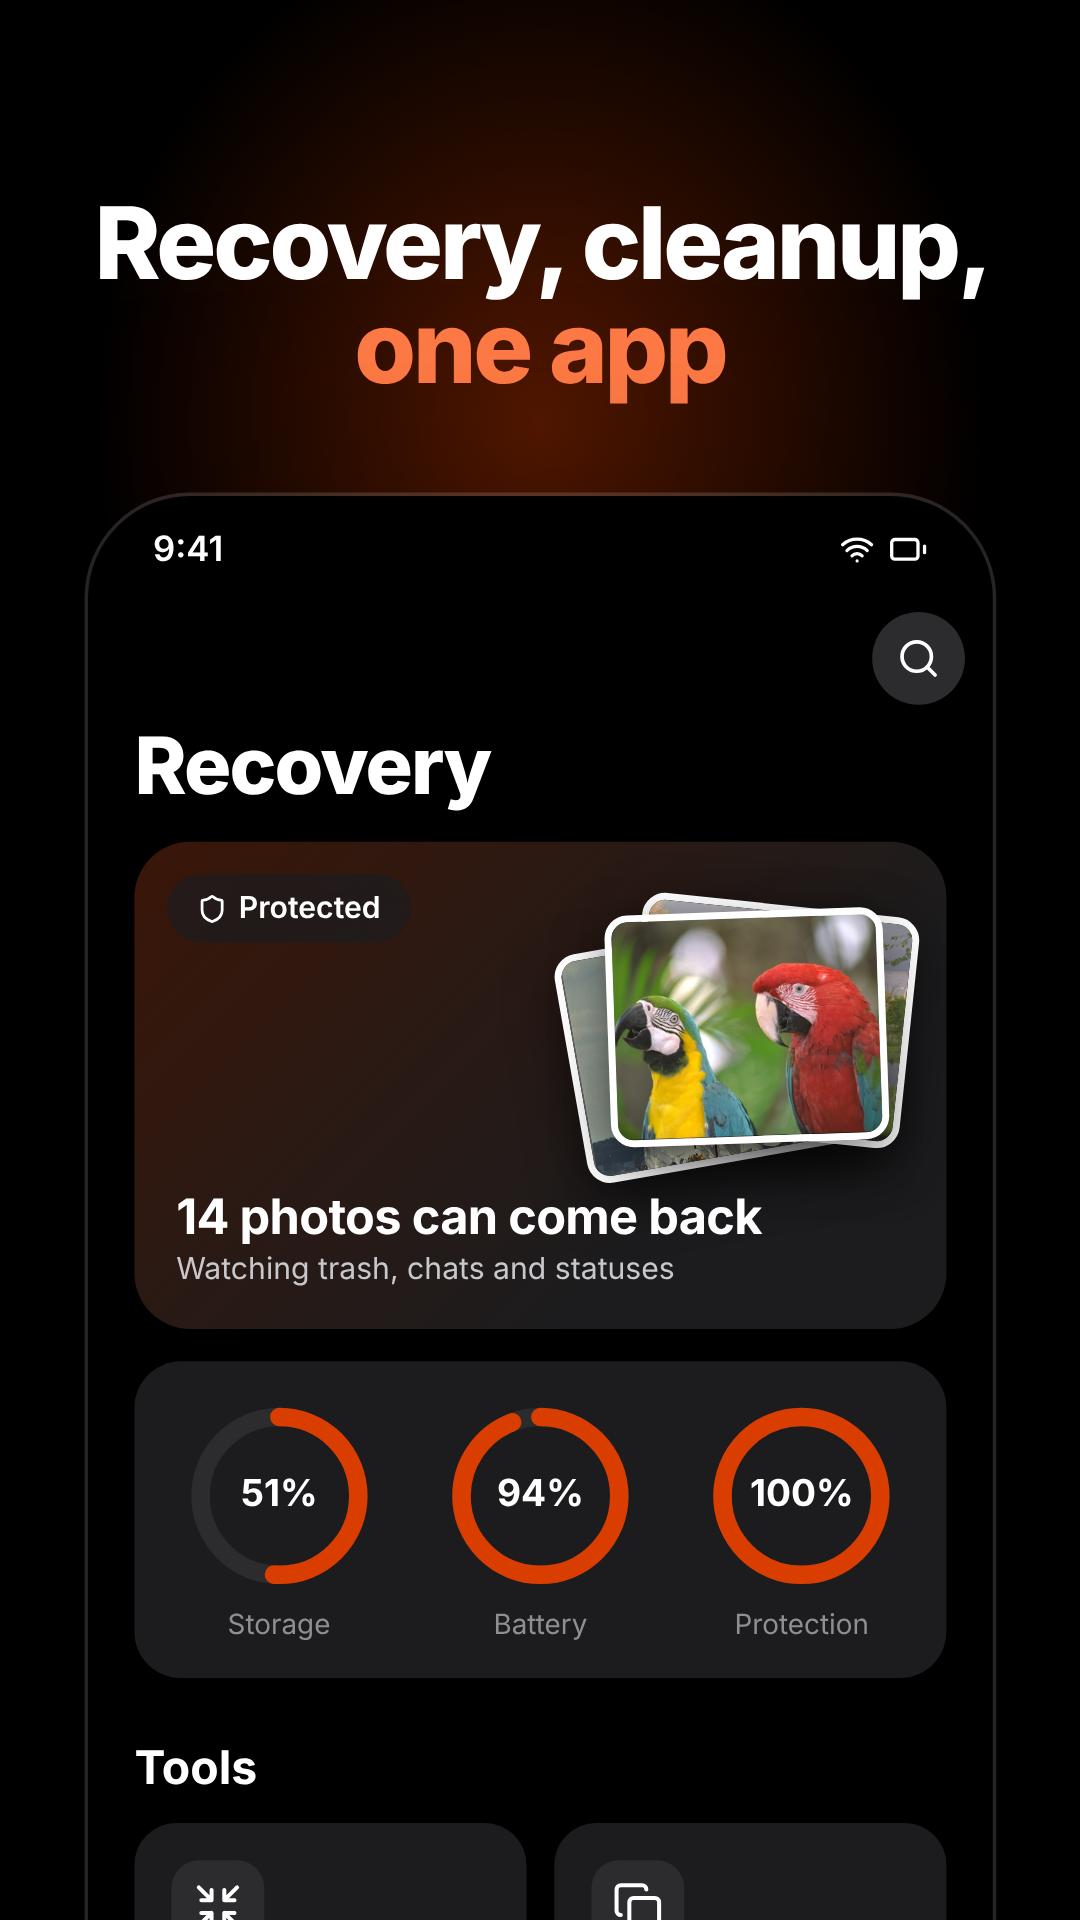 Recovery, cleanup,
one app
9:41
Recovery
Protected
14 photos can come back
Watching trash, chats and statuses
51%
94%
100%
Storage
Battery
Protection
Tools